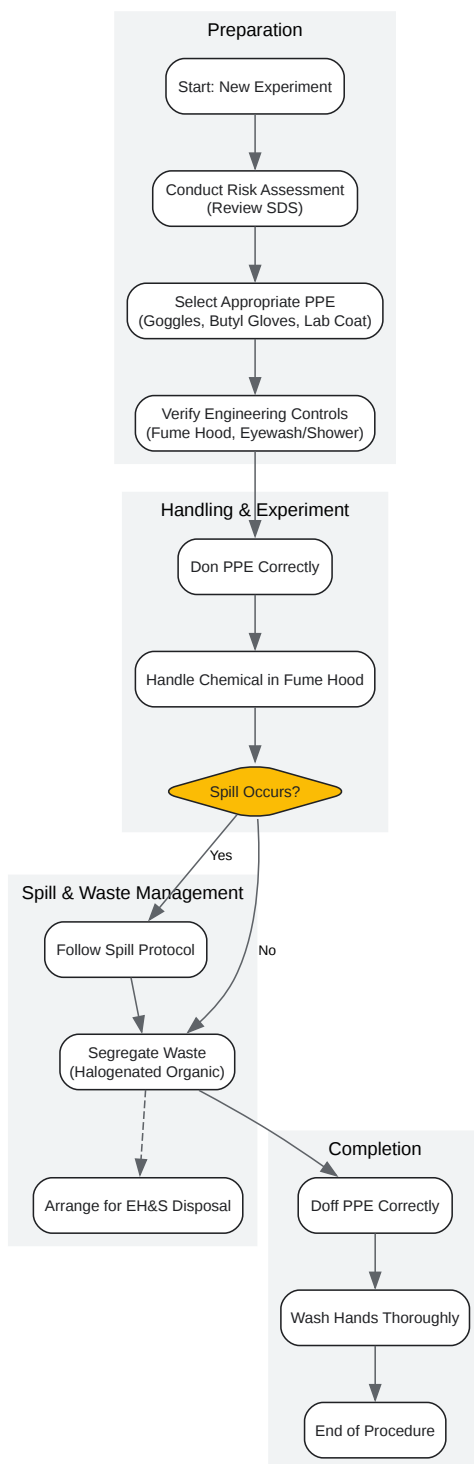 Preparation
Start: New Experiment
Conduct Risk Assessment
(Review SDS)
Select Appropriate PPE
(Goggles, Butyl Gloves, Lab Coat)
Verify Engineering Controls
(Fume Hood, Eyewash/Shower)
Handling & Experiment
Don PPE Correctly
Handle Chemical in Fume Hood
Spill Occurs?
Yes
Spill & Waste Management
Follow Spill Protocol
No
Segregate Waste
(Halogenated Organic)
Completion
Arrange for EH&S Disposal
Doff PPE Correctly
Wash Hands Thoroughly
End of Procedure